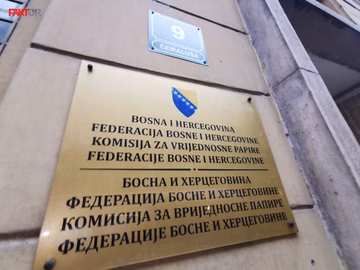 FAKTOR
9
ĆEMALUŠA
BOSNA I HERCEGOVINA
FEDERACIJA BOSNE I HERCEGOVINE
KOMISIJA ZA VRIJEDNOSNE PAPIRE
FEDERACIJE BOSNE I HERCEGOVINE
БОСНА И ХЕРЦЕГОВИНА
ФЕДЕРАЦИЈА БОСНЕ И ХЕРЦЕГОВИНЕ
КОМИСИЈА ЗА ВРИЈЕДНОСНЕ ПАПИРЕ
ФЕДЕРАЦИЈЕ БОСНЕ И ХЕРЦЕГОВИНЕ